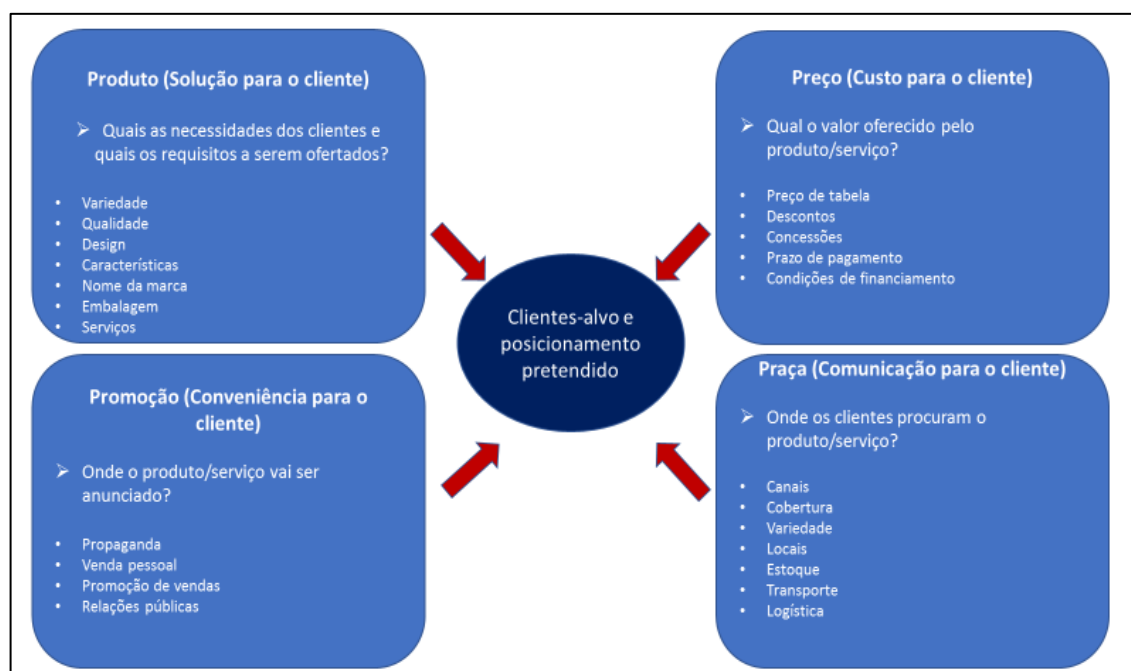 Produto (Solução para o cliente)
➢ Quais as necessidades dos clientes e
quais os requisitos a serem ofertados?
• Variedade
• Qualidade
• Design
• Características
• Nome da marca
• Embalagem
• Serviços
Preço (Custo para o cliente)
➢ Qual o valor oferecido pelo
produto/serviço?
• Preço de tabela
• Descontos
• Concessões
• Prazo de pagamento
• Condições de financiamento
Clientes-alvo e
posicionamento
pretendido
Promoção (Conveniência para o
cliente)
➢ Onde o produto/serviço vai ser
anunciado?
• Propaganda
• Venda pessoal
• Promoção de vendas
• Relações públicas
Praça (Comunicação para o cliente)
➢ Onde os clientes procuram o
produto/serviço?
• Canais
• Cobertura
• Variedade
• Locais
• Estoque
• Transporte
• Logística